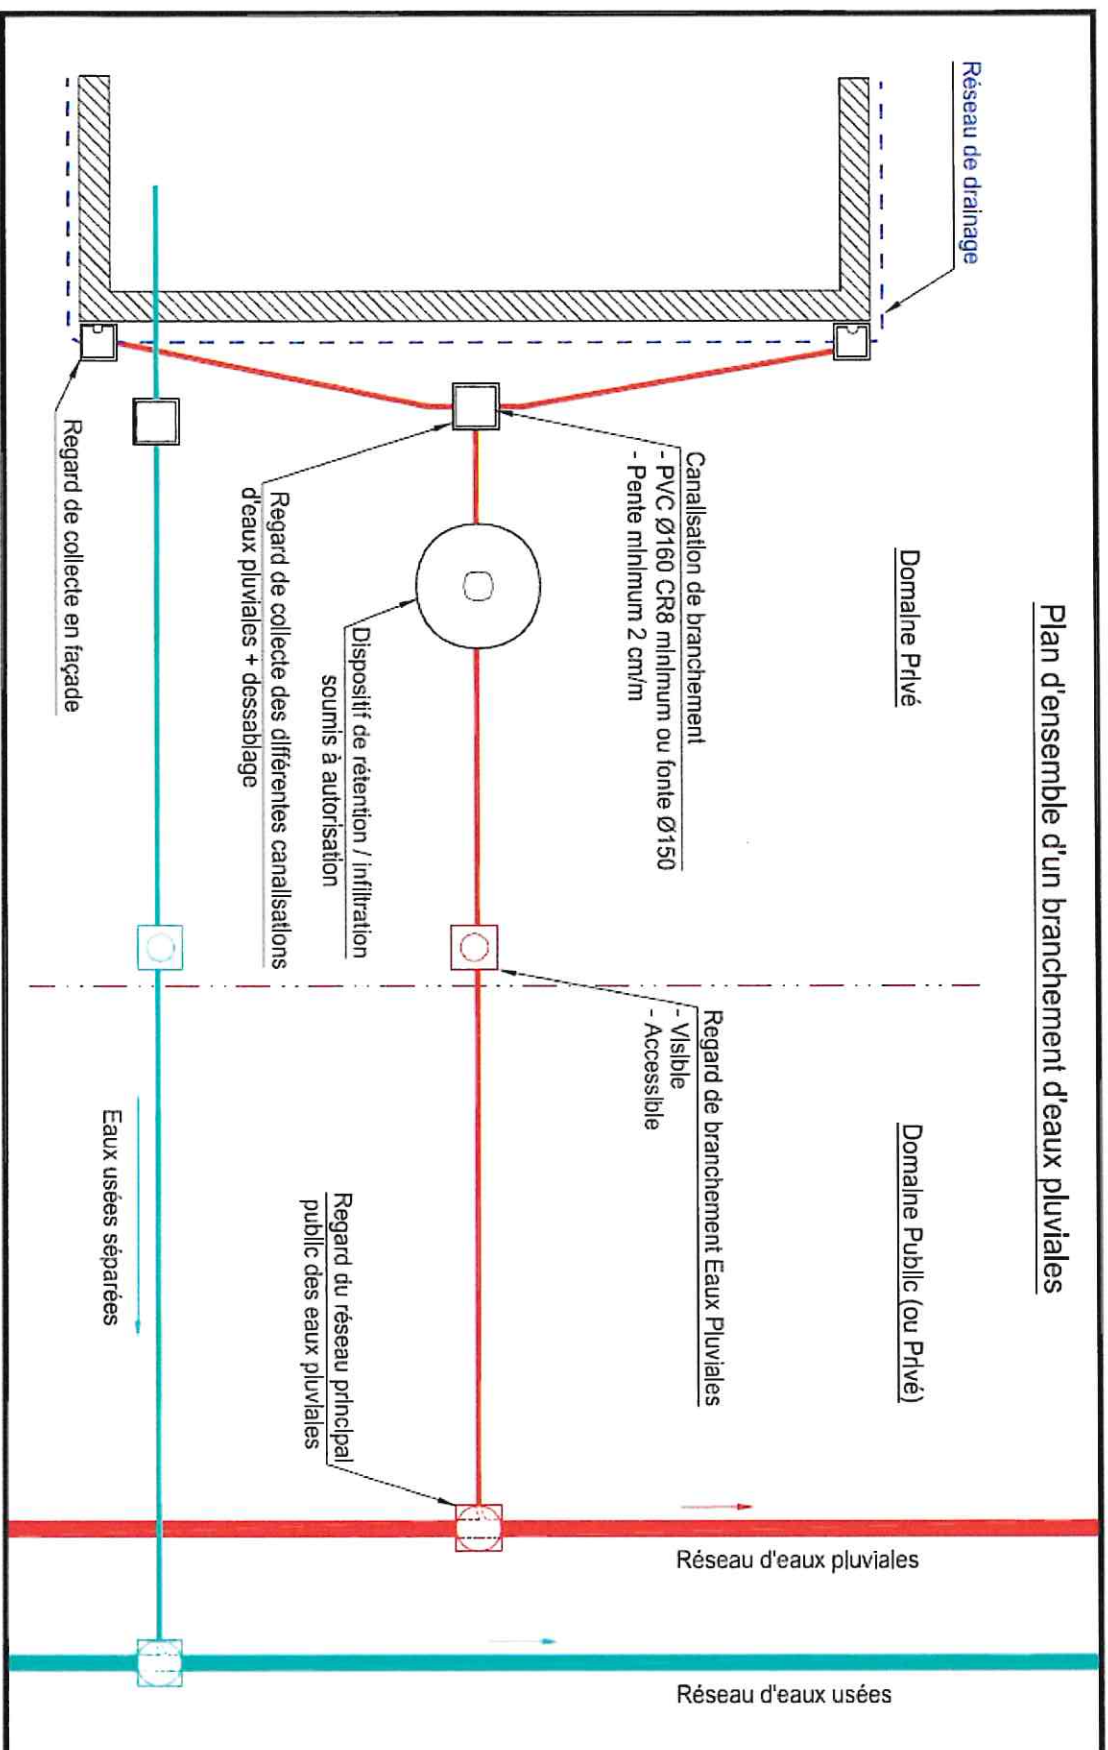 Plan d'ensemble d'un branchement d'eaux pluviales
Domaine Privé
Domaine Public (ou Privé)
Réseau de drainage
Canalisation de branchement
- PVC Ø160 CR8 minimum ou fonte Ø150
- Pente minimum 2 cm/m
Regard de branchement Eaux Pluviales
- Visible
- Accessible
Dispositif de rétention / infiltration
soumis à autorisation
Regard de collecte des différentes canalisations
d'eaux pluviales + dessablage
Regard de collecte en façade
Regard du réseau principal
public des eaux pluviales
Eaux usées séparées
Réseau d'eaux pluviales
Réseau d'eaux usées